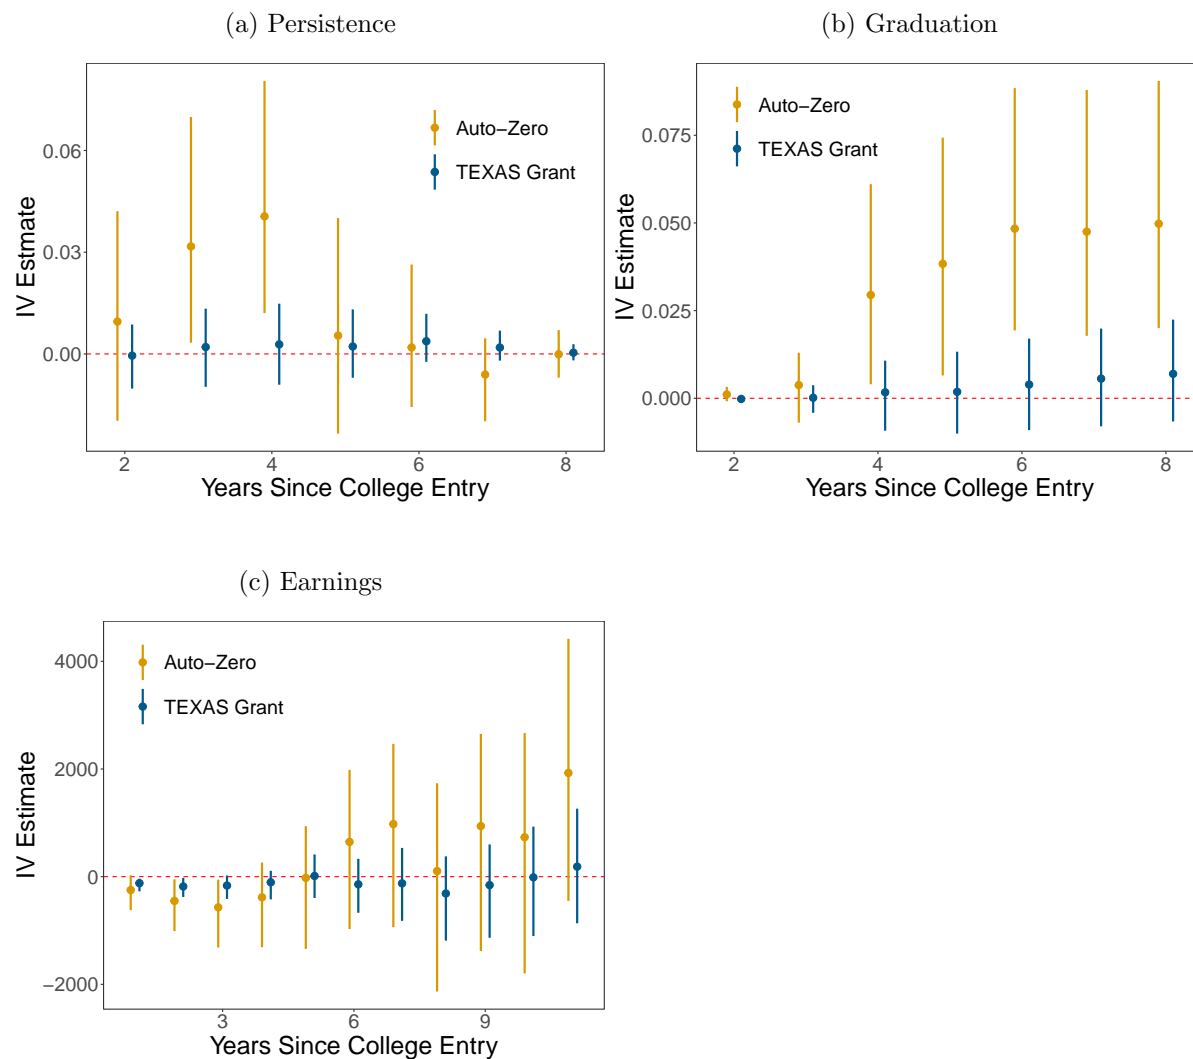 (a) Persistence
IV Estmate
0.06
0.03
0.00
Auto−Zero
TEXAS Grant
2
4
6
8
Years Since College Entry
(b) Graduation
IV Estimate
0.075
0.050
0.025
0.000
Auto−Zero
TEXAS Grant
2
4
6
8
Years Since College Entry
(c) Earnings
IV Estimate
4000
2000
0
−2000
Auto−Zero
TEXAS Grant
3
6
9
Years Since College Entry